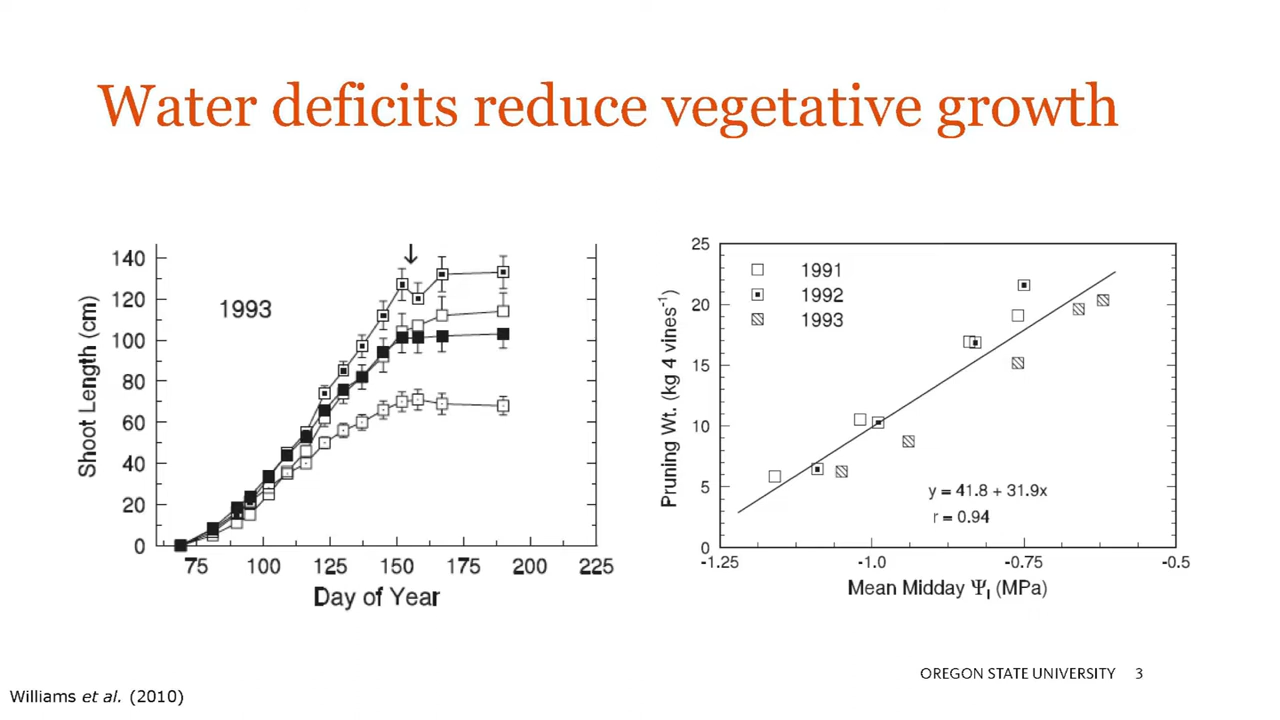 Water deficits reduce vegetative growth
140
120
100
80
60
40
20
0
1993
Shoot Length (cm)
75 100 125 150 175 200 225
Day of Year
25
20
15
10
5
0
1991
1992
1993
Pruning Wt. (kg 4 vines⁻¹)
y = 41.8 + 31.9x
r = 0.94
-1.25 -1.0 -0.75 -0.5
Mean Midday Ψl (MPa)
OREGON STATE UNIVERSITY 3
Williams et al. (2010)